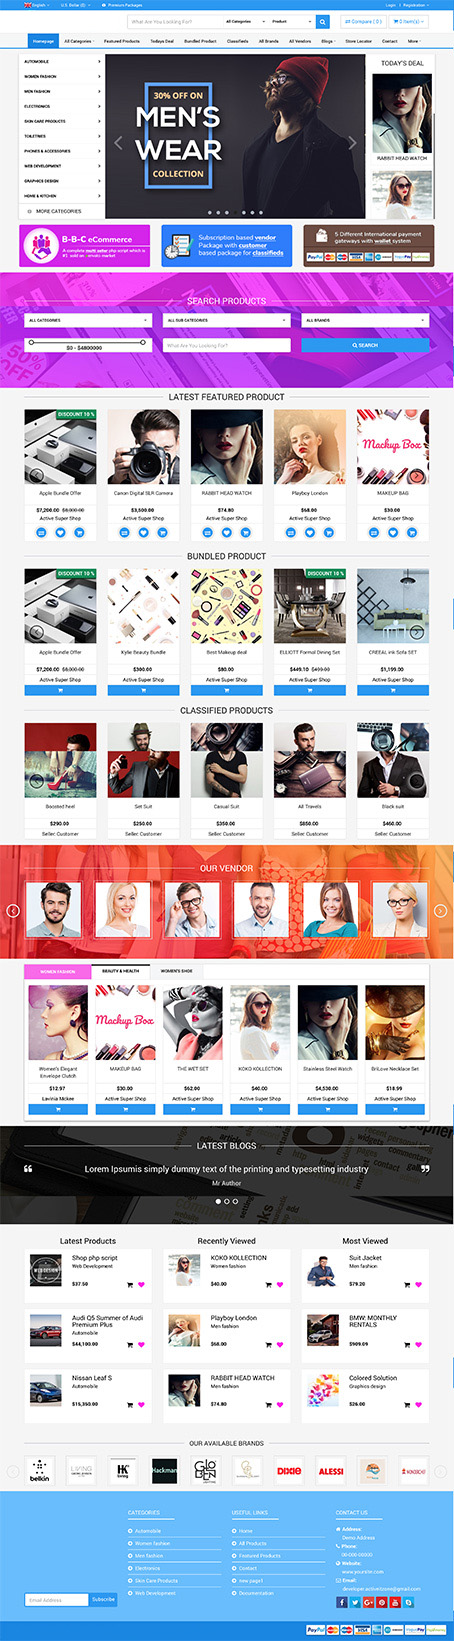 English
U.S. Dollar ($)
Premium Packages
Login
Registration
What Are You Looking For?
All Categories
Product
Compare ( 0 )
0 Item(s)
Homepage
All Categories
Featured Products
Todays Deal
Bundled Product
Classifieds
All Brands
All Vendors
Blogs
Store Locator
Contact
More
AUTOMOBILE
WOMEN FASHION
MEN FASHION
ELECTRONICS
SKIN CARE PRODUCTS
TOILETRIES
PHONES & ACCESSORIES
WEB DEVELOPMENT
GRAPHICS DESIGN
HOME & KITCHEN
MORE CATEGORIES
30% OFF ON
MEN'S
WEAR
COLLECTION
TODAY'S DEAL
RABBIT HEAD WATCH
B-B-C eCommerce
A complete multi seller php script which is
#1 sold on envato market
Subscription based vendor
Package with customer
based package for classifieds
5 Different International payment
gateways with wallet system
SEARCH PRODUCTS
ALL CATEGORIES
ALL SUB CATEGORIES
ALL BRANDS
$0 - $4800000
What Are You Looking For?
SEARCH
LATEST FEATURED PRODUCT
DISCOUNT 10 %
Mackup Box
Apple Bundle Offer
Canon Digital SLR Camera
RABBIT HEAD WATCH
Playboy London
MAKEUP BAG
$7,200.00 $8,000.00
$3,500.00
$74.80
$68.00
$30.00
Active Super Shop
Active Super Shop
Active Super Shop
Active Super Shop
Active Super Shop
BUNDLED PRODUCT
DISCOUNT 10 %
DISCOUNT 10 %
Apple Bundle Offer
Kylie Beauty Bundle
Best Makeup deal
ELLIOTT Formal Dining Set
CREEAL ink Sofa SET
$7,200.00 $8,000.00
$300.00
$80.00
$449.10 $499.00
$1,199.00
Active Super Shop
Active Super Shop
Active Super Shop
Active Super Shop
Active Super Shop
CLASSIFIED PRODUCTS
Boosted heel
Set Suit
Casual Suit
All Travels
Black suit
$290.00
$250.00
$350.00
$850.00
$460.00
Seller: Customer
Seller: Customer
Seller: Customer
Seller: Customer
Seller: Customer
OUR VENDOR
WOMEN FASHION
BEAUTY & HEALTH
WOMEN'S SHOE
Mackup Box
Women's Elegant
Envelope Clutch
MAKEUP BAG
THE WET SET
KOKO KOLLECTION
Stainless Steel Watch
BriLove Necklace Set
$12.97
$30.00
$62.00
$40.00
$4,538.00
$18.99
Lavinia Mckee
Active Super Shop
Active Super Shop
Active Super Shop
Active Super Shop
Active Super Shop
LATEST BLOGS
Lorem Ipsumis simply dummy text of the printing and typesetting industry
Mr Author
Latest Products
Shop php script
Web Development
$37.50
Audi Q5 Summer of Audi
Premium Plus
Automobile
$44,100.00
Nissan Leaf S
Automobile
$15,350.00
Recently Viewed
KOKO KOLLECTION
Women fashion
$40.00
Playboy London
Men fashion
$68.00
RABBIT HEAD WATCH
Men fashion
$74.80
Most Viewed
Suit Jacket
Men fashion
$79.20
BMW: MONTHLY
RENTALS
$909.09
Colored Solution
Graphics design
$26.00
OUR AVAILABLE BRANDS
belkin
LIVING
HK
living
Hackman
GLOBEN
DIXIE
ALESSI
CATEGORIES
Automobile
Women fashion
Men fashion
Electronics
Skin Care Products
Web Development
USEFUL LINKS
Home
All Products
Featured Products
Contact
new page1
Documentation
CONTACT US
Address:
Demo Address
Phone:
00-000-00000
Website:
www.yoursite.com
Email:
developer.activeitzone@gmail.com
Email Address
Subscribe
PayPal
VISA